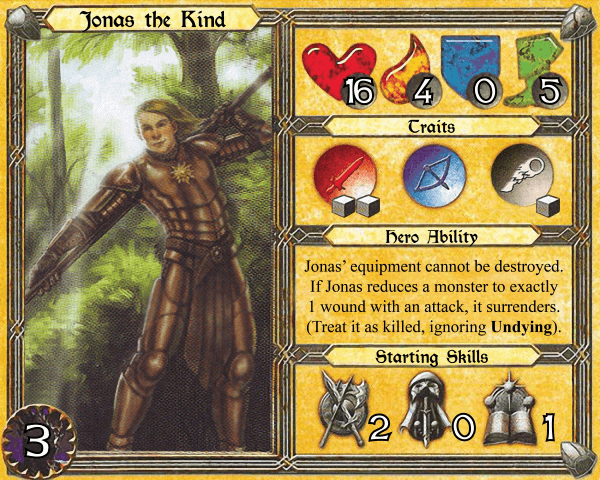 Jonas the Kind
16 4 0 5
Traits
Hero Ability
Jonas' equipment cannot be destroyed.
If Jonas reduces a monster to exactly
1 wound with an attack, it surrenders.
(Treat it as killed, ignoring Undying).
Starting Skills
2 0 1
3